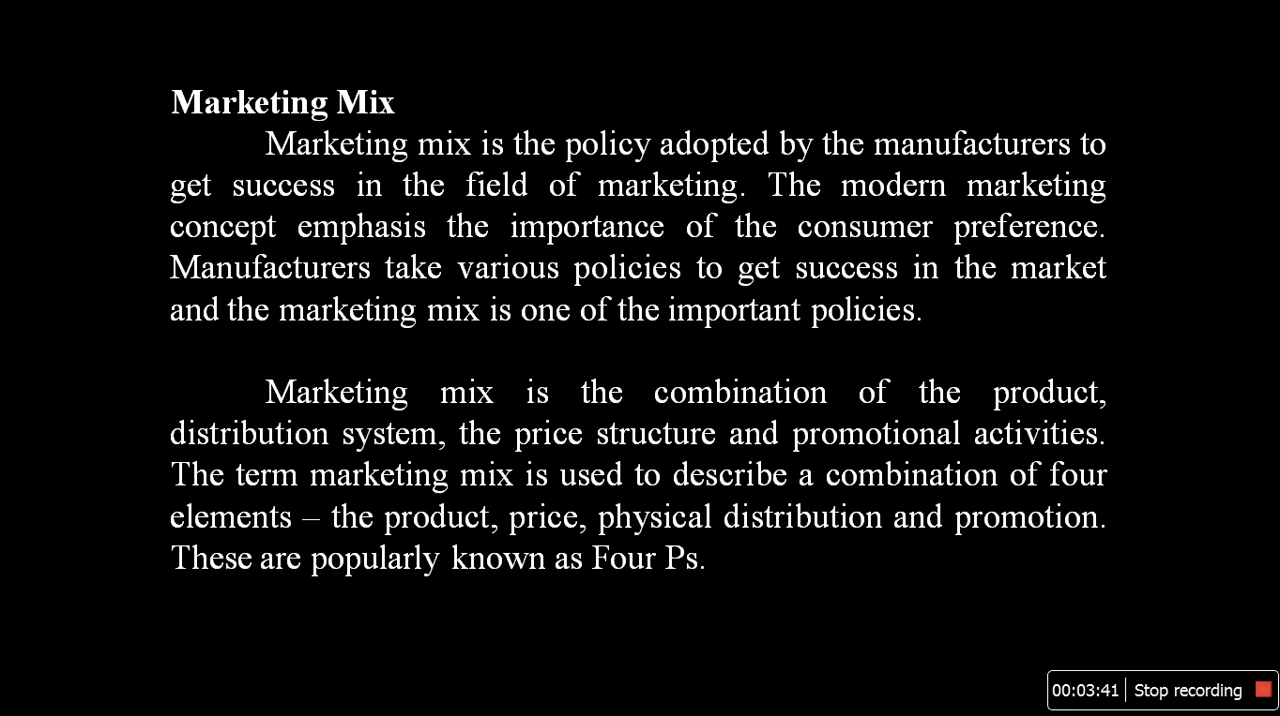 Marketing Mix
Marketing mix is the policy adopted by the manufacturers to
get success in the field of marketing. The modern marketing
concept emphasis the importance of the consumer preference.
Manufacturers take various policies to get success in the market
and the marketing mix is one of the important policies.
Marketing mix is the combination of the product,
distribution system, the price structure and promotional activities.
The term marketing mix is used to describe a combination of four
elements – the product, price, physical distribution and promotion.
These are popularly known as Four Ps.
00:03:41 Stop recording